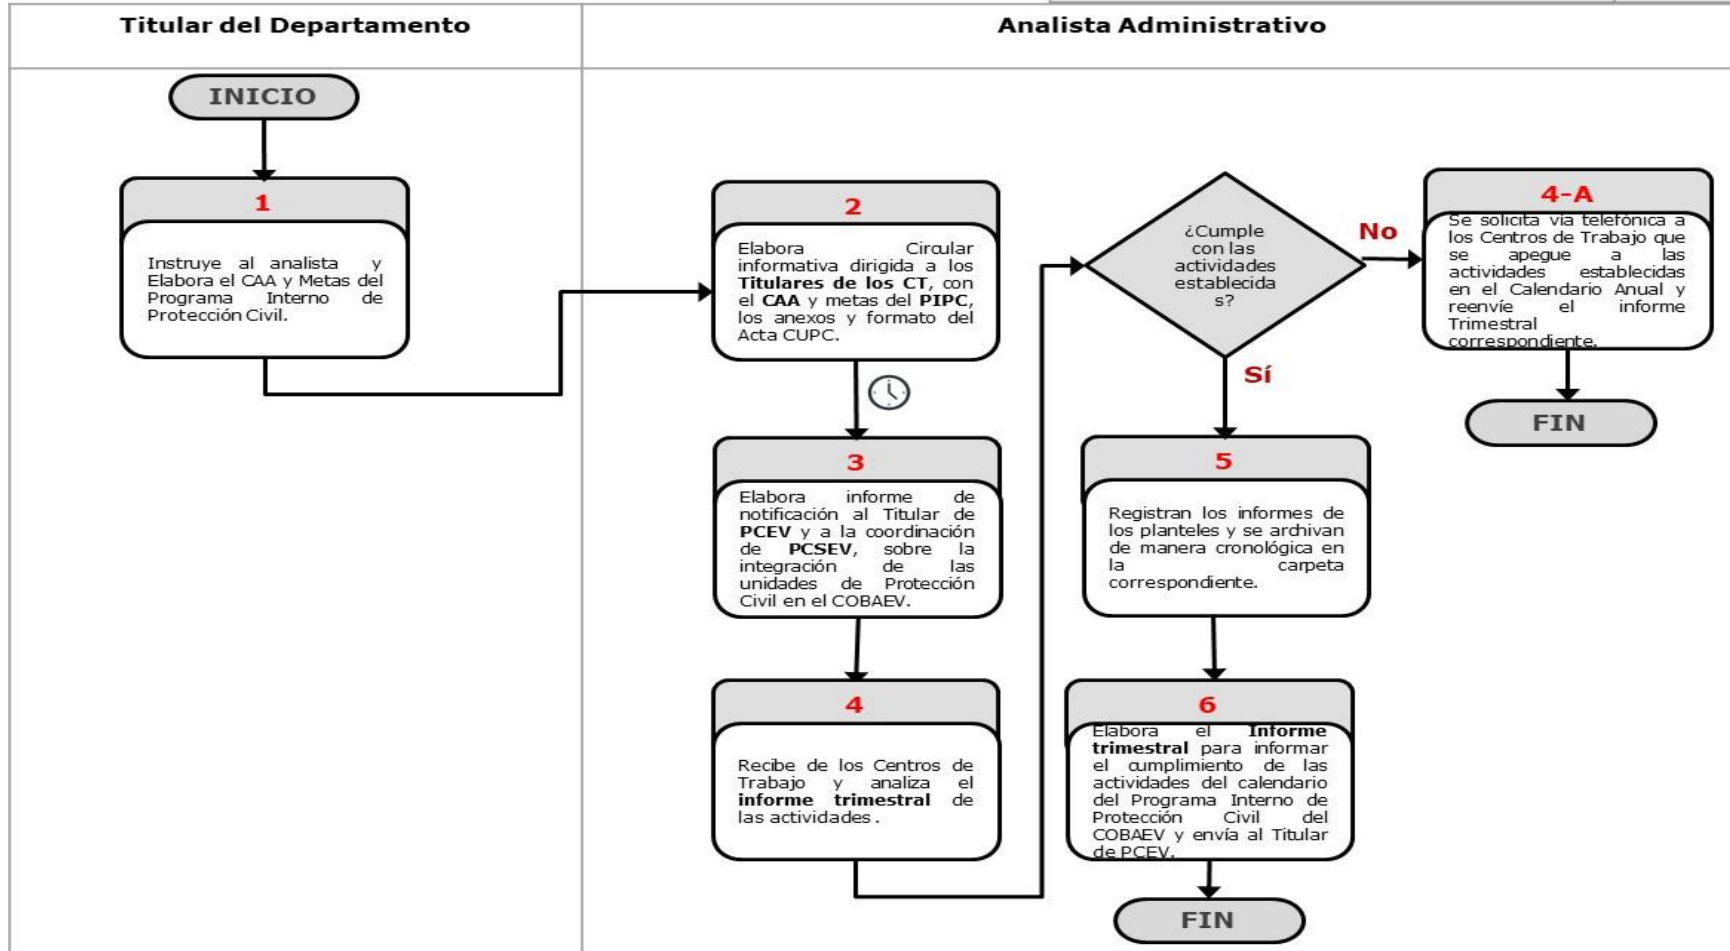 Titular del Departamento
Analista Administrativo
INICIO
1
Instruye al analista y
Elabora el CAA y Metas del
Programa Interno de
Protección Civil.
2
Elabora Circular
informativa dirigida a los
Titulares de los CT, con
el CAA y metas del PIPC,
los anexos y formato del
Acta CUPC.
3
Elabora informe de
notificación al Titular de
PCEV y a la coordinación
de PCSEV, sobre la
integración de las
unidades de Protección
Civil en el COBAEV.
4
Recibe de los Centros de
Trabajo y analiza el
informe trimestral de
las actividades .
¿Cumple
con las
actividades
establecida
s?
No
4-A
Se solicita vía telefónica a
los Centros de Trabajo que
se apegue a las
actividades establecidas
en el Calendario Anual y
reenvíe el informe
Trimestral
correspondiente.
FIN
Sí
5
Registran los informes de
los planteles y se archivan
de manera cronológica en
la carpeta
correspondiente.
6
Elabora el Informe
trimestral para informar
el cumplimiento de las
actividades del calendario
del Programa Interno de
Protección Civil del
COBAEV y envía al Titular
de PCEV.
FIN